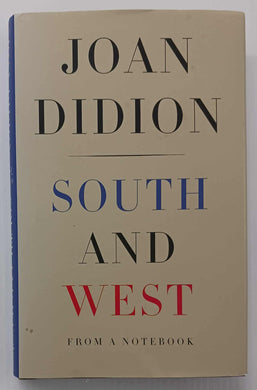 JOAN
DIDION
SOUTH
AND
WEST
FROM A NOTEBOOK